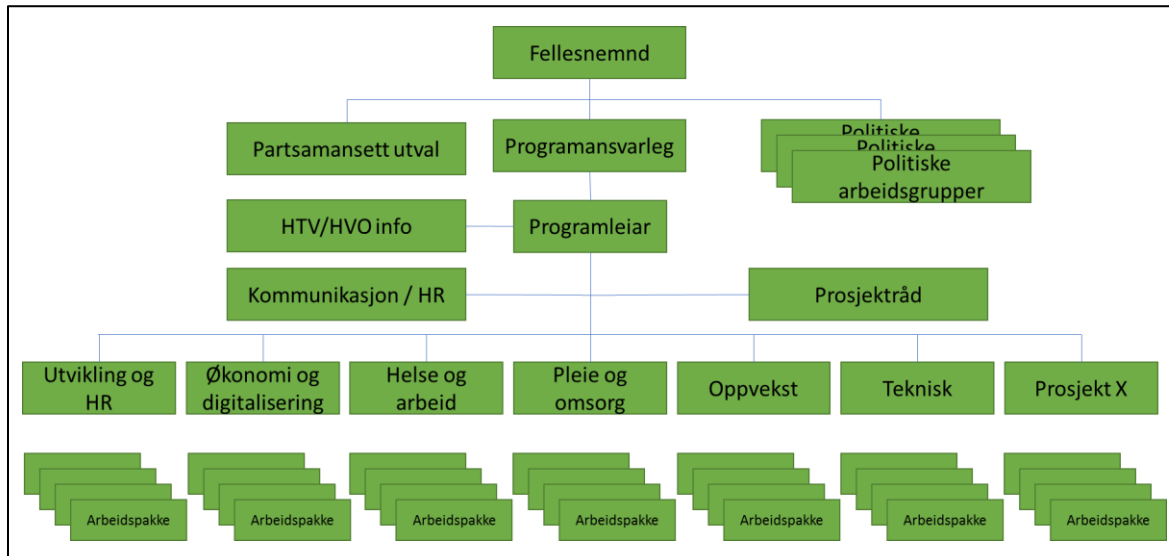 Fellesnemnd
Partsamansett utval
Programansvarleg
Politiske
Politiske
Politiske
arbeidsgrupper
HTV/HVO info
Programleiar
Kommunikasjon / HR
Prosjektråd
Utvikling og
HR
Økonomi og
digitalisering
Helse og
arbeid
Pleie og
omsorg
Oppvekst
Teknisk
Prosjekt X
Arbeidspakke
Arbeidspakke
Arbeidspakke
Arbeidspakke
Arbeidspakke
Arbeidspakke
Arbeidspakke